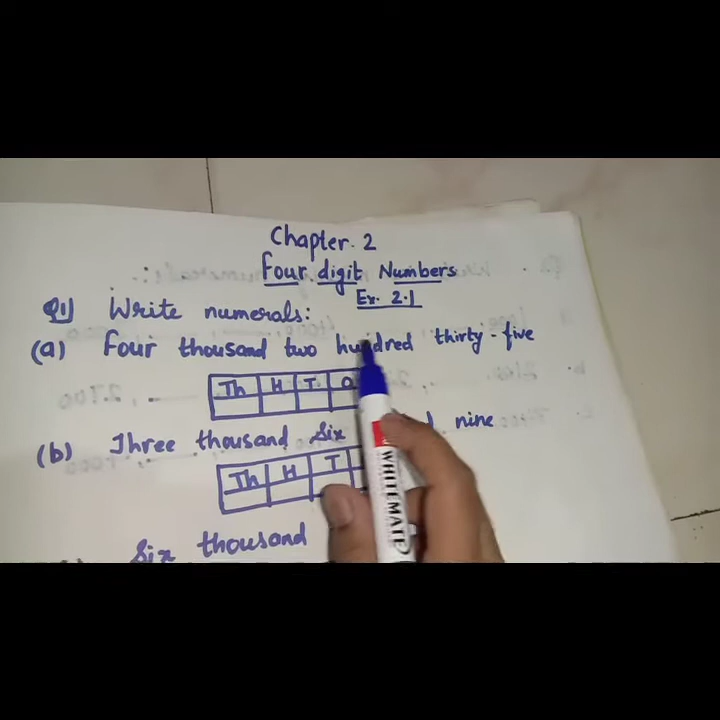 Chapter. 2
Four digit Numbers
Ex. 2.1
Q1) Write numerals:
(a) Four thousand two hundred thirty-five
Th H T O
(b) Three thousand Six nine
Th H T
Six thousand
WHITEMATE